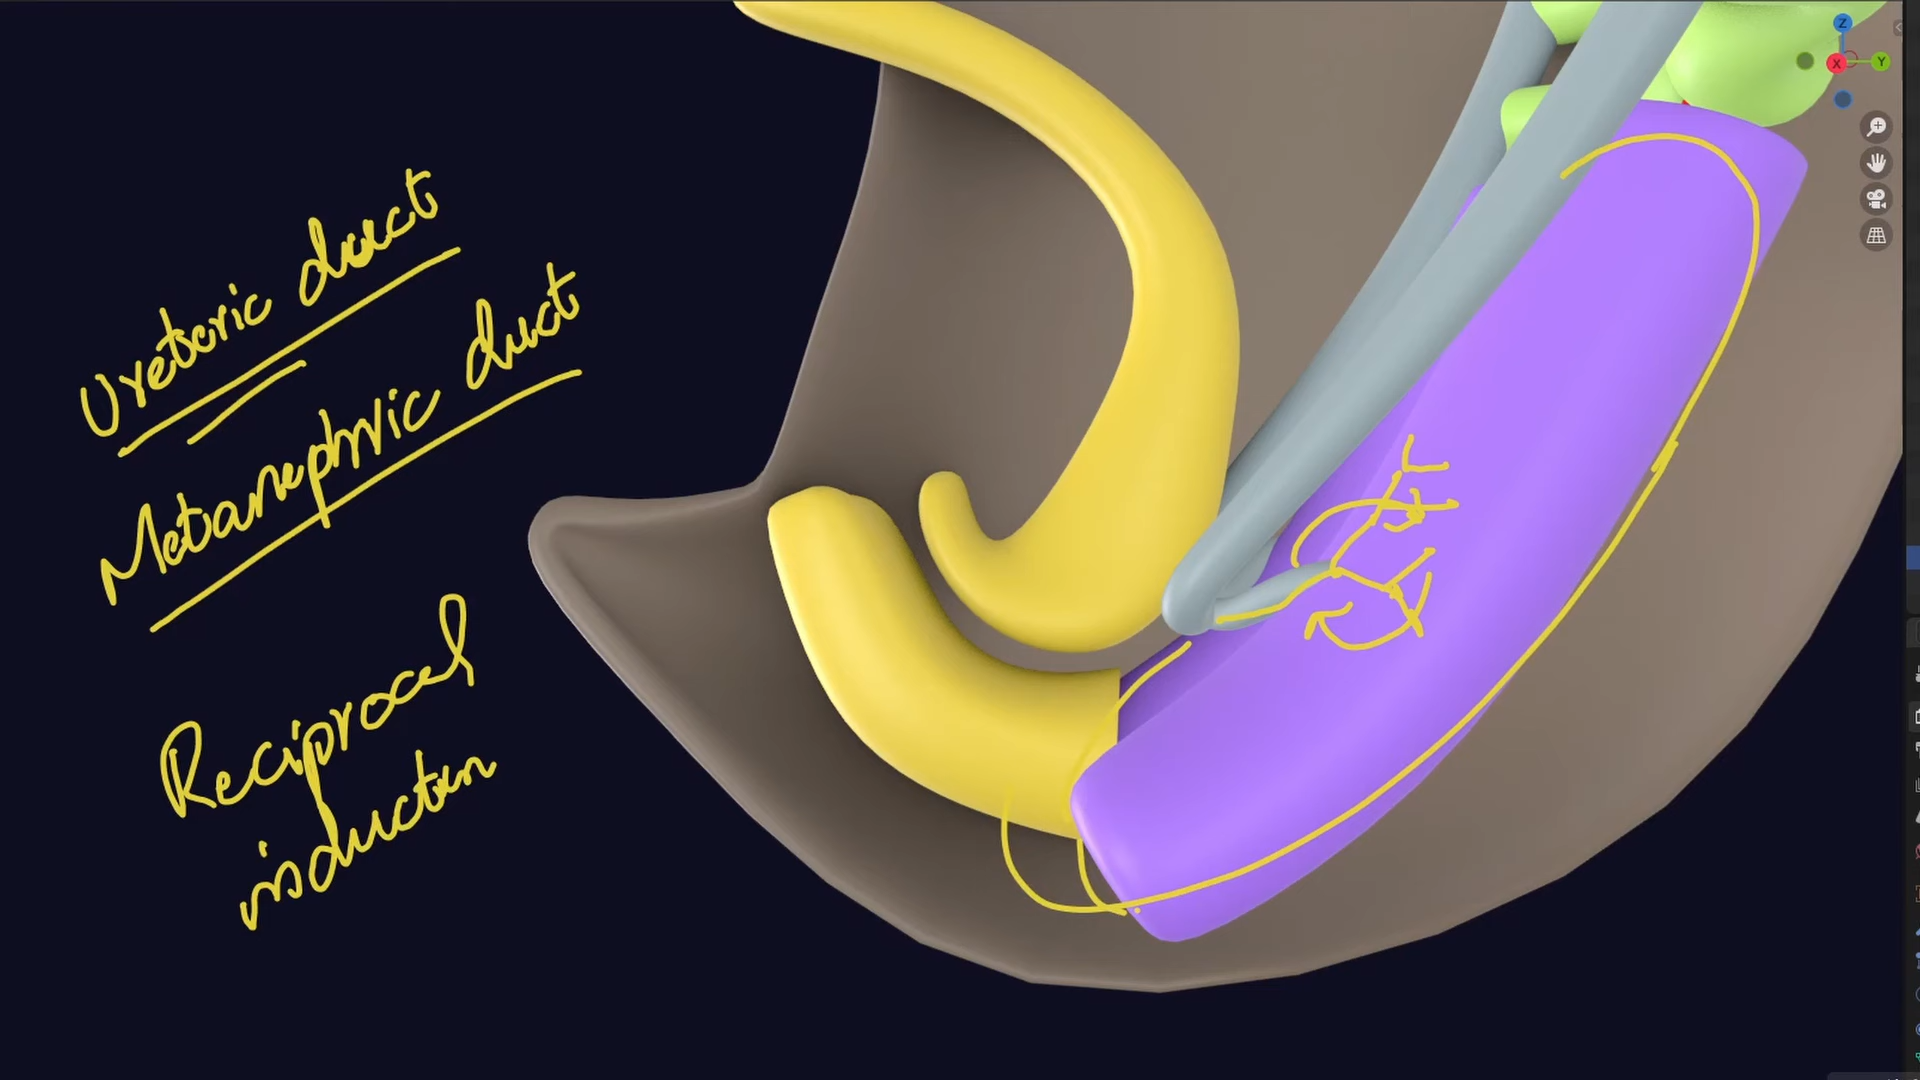 Ureteric duct
Metanephric duct
Reciprocal
induction
Z
Y
X